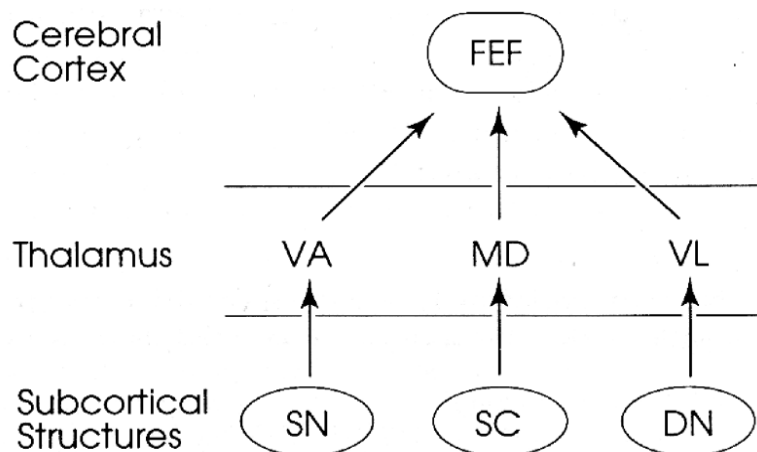 Cerebral
Cortex
FEF
Thalamus
VA
MD
VL
Subcortical
Structures
SN
SC
DN